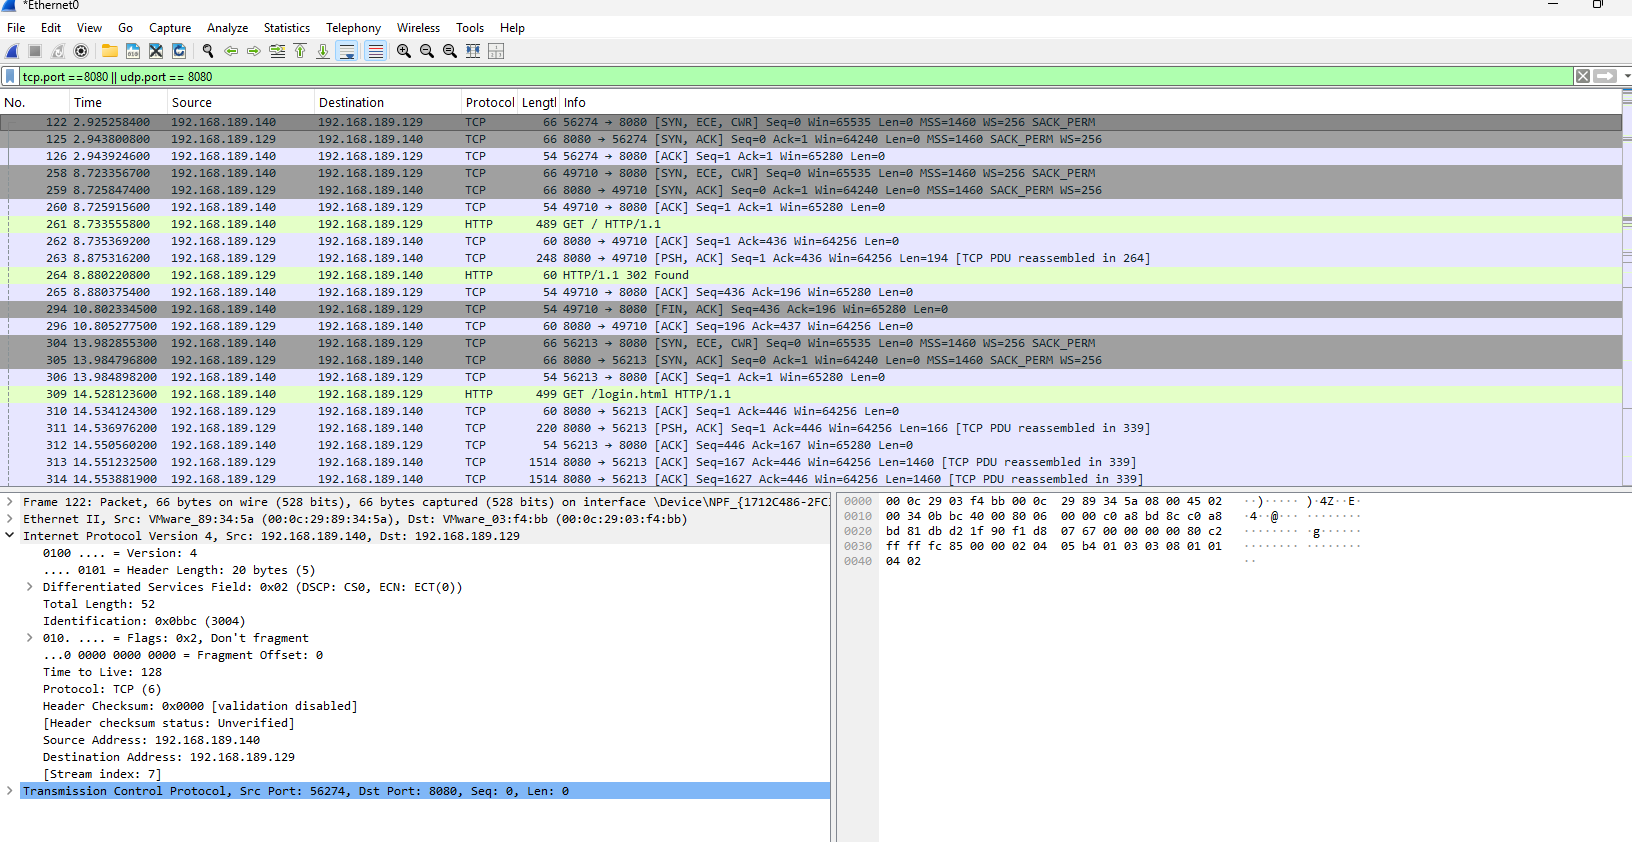 *Ethernet0
File Edit View Go Capture Analyze Statistics Telephony Wireless Tools Help
tcp.port ==8080 || udp.port == 8080
No. Time Source Destination Protocol Lengtl Info
122 2.925258400 192.168.189.140 192.168.189.129 TCP 66 56274 → 8080 [SYN, ECE, CWR] Seq=0 Win=65535 Len=0 MSS=1460 WS=256 SACK_PERM
125 2.943800800 192.168.189.129 192.168.189.140 TCP 66 8080 → 56274 [SYN, ACK] Seq=0 Ack=1 Win=64240 Len=0 MSS=1460 SACK_PERM WS=256
126 2.943924600 192.168.189.140 192.168.189.129 TCP 54 56274 → 8080 [ACK] Seq=1 Ack=1 Win=65280 Len=0
258 8.723356700 192.168.189.140 192.168.189.129 TCP 66 49710 → 8080 [SYN, ECE, CWR] Seq=0 Win=65535 Len=0 MSS=1460 WS=256 SACK_PERM
259 8.725847400 192.168.189.129 192.168.189.140 TCP 66 8080 → 49710 [SYN, ACK] Seq=0 Ack=1 Win=64240 Len=0 MSS=1460 SACK_PERM WS=256
260 8.725915600 192.168.189.140 192.168.189.129 TCP 54 49710 → 8080 [ACK] Seq=1 Ack=1 Win=65280 Len=0
261 8.733555800 192.168.189.140 192.168.189.129 HTTP 489 GET / HTTP/1.1
262 8.735369200 192.168.189.129 192.168.189.140 TCP 60 8080 → 49710 [ACK] Seq=1 Ack=436 Win=64256 Len=0
263 8.875316200 192.168.189.129 192.168.189.140 TCP 248 8080 → 49710 [PSH, ACK] Seq=1 Ack=436 Win=64256 Len=194 [TCP PDU reassembled in 264]
264 8.880220800 192.168.189.129 192.168.189.140 HTTP 60 HTTP/1.1 302 Found
265 8.880375400 192.168.189.140 192.168.189.129 TCP 54 49710 → 8080 [ACK] Seq=436 Ack=196 Win=65280 Len=0
294 10.802334500 192.168.189.140 192.168.189.129 TCP 54 49710 → 8080 [FIN, ACK] Seq=436 Ack=196 Win=65280 Len=0
296 10.805277500 192.168.189.129 192.168.189.140 TCP 60 8080 → 49710 [ACK] Seq=196 Ack=437 Win=64256 Len=0
304 13.982855300 192.168.189.140 192.168.189.129 TCP 66 56213 → 8080 [SYN, ECE, CWR] Seq=0 Win=65535 Len=0 MSS=1460 WS=256 SACK_PERM
305 13.984796800 192.168.189.129 192.168.189.140 TCP 66 8080 → 56213 [SYN, ACK] Seq=0 Ack=1 Win=64240 Len=0 MSS=1460 SACK_PERM WS=256
306 13.984898200 192.168.189.140 192.168.189.129 TCP 54 56213 → 8080 [ACK] Seq=1 Ack=1 Win=65280 Len=0
309 14.528123600 192.168.189.140 192.168.189.129 HTTP 499 GET /login.html HTTP/1.1
310 14.534124300 192.168.189.129 192.168.189.140 TCP 60 8080 → 56213 [ACK] Seq=1 Ack=446 Win=64256 Len=0
311 14.536976200 192.168.189.129 192.168.189.140 TCP 220 8080 → 56213 [PSH, ACK] Seq=1 Ack=446 Win=64256 Len=166 [TCP PDU reassembled in 339]
312 14.550560200 192.168.189.140 192.168.189.129 TCP 54 56213 → 8080 [ACK] Seq=446 Ack=167 Win=65280 Len=0
313 14.551232500 192.168.189.129 192.168.189.140 TCP 1514 8080 → 56213 [ACK] Seq=167 Ack=446 Win=64256 Len=1460 [TCP PDU reassembled in 339]
314 14.553881900 192.168.189.129 192.168.189.140 TCP 1514 8080 → 56213 [ACK] Seq=1627 Ack=446 Win=64256 Len=1460 [TCP PDU reassembled in 339]
Frame 122: Packet, 66 bytes on wire (528 bits), 66 bytes captured (528 bits) on interface \Device\NPF_{1712C486-2FC
Ethernet II, Src: VMware_89:34:5a (00:0c:29:89:34:5a), Dst: VMware_03:f4:bb (00:0c:29:03:f4:bb)
Internet Protocol Version 4, Src: 192.168.189.140, Dst: 192.168.189.129
0100 .... = Version: 4
.... 0101 = Header Length: 20 bytes (5)
Differentiated Services Field: 0x02 (DSCP: CS0, ECN: ECT(0))
Total Length: 52
Identification: 0x0bbc (3004)
010. .... = Flags: 0x2, Don't fragment
...0 0000 0000 0000 = Fragment Offset: 0
Time to Live: 128
Protocol: TCP (6)
Header Checksum: 0x0000 [validation disabled]
[Header checksum status: Unverified]
Source Address: 192.168.189.140
Destination Address: 192.168.189.129
[Stream index: 7]
Transmission Control Protocol, Src Port: 56274, Dst Port: 8080, Seq: 0, Len: 0
0000 00 0c 29 03 f4 bb 00 0c 29 89 34 5a 08 00 45 02 ··)····· )·4Z··E·
0010 00 34 0b bc 40 00 80 06 00 00 c0 a8 bd 8c c0 a8 ·4··@··· ········
0020 bd 81 db d2 1f 90 f1 d8 07 67 00 00 00 00 80 c2 ········ ·g······
0030 ff ff fc 85 00 00 02 04 05 b4 01 03 03 08 01 01 ········ ········
0040 04 02 ··